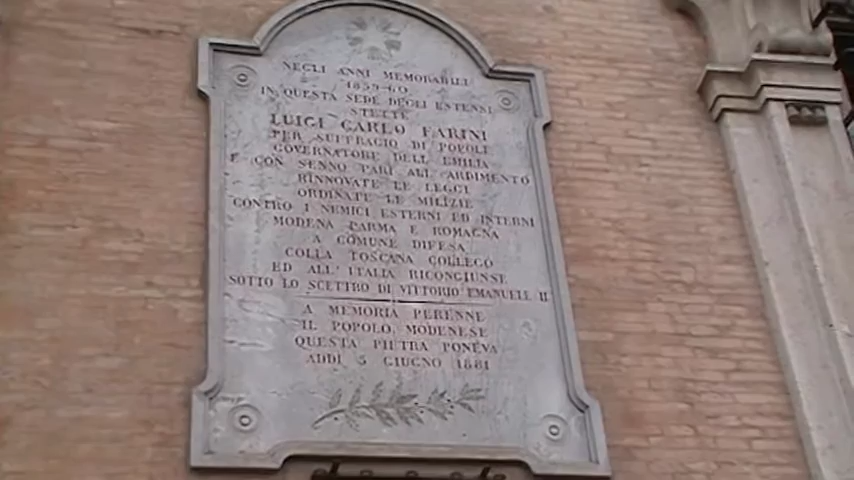 NEGLI ANNI MEMORABILI
1859-60
IN QUESTA SEDE DEGLI ESTENSI
STETTE
LUIGI CARLO FARINI
PER SUFFRAGIO DI POPOLI
GOVERNATORE DELL'EMILIA
E CON SENNO PARI ALL'ARDIMENTO
RINNOVATE LE LEGGI
ORDINATE LE MILIZIE
CONTRO I NEMICI ESTERNI ED INTERNI
MODENA PARMA E ROMAGNA
A COMUNE DIFESA
COLLA TOSCANA COLLEGÒ
ED ALL'ITALIA RICONGIUNSE
SOTTO LO SCETTRO DI VITTORIO EMANUELE II
A MEMORIA PERENNE
IL POPOLO MODENESE
QUESTA PIETRA PONEVA
ADDÌ 5 GIUGNO 1881